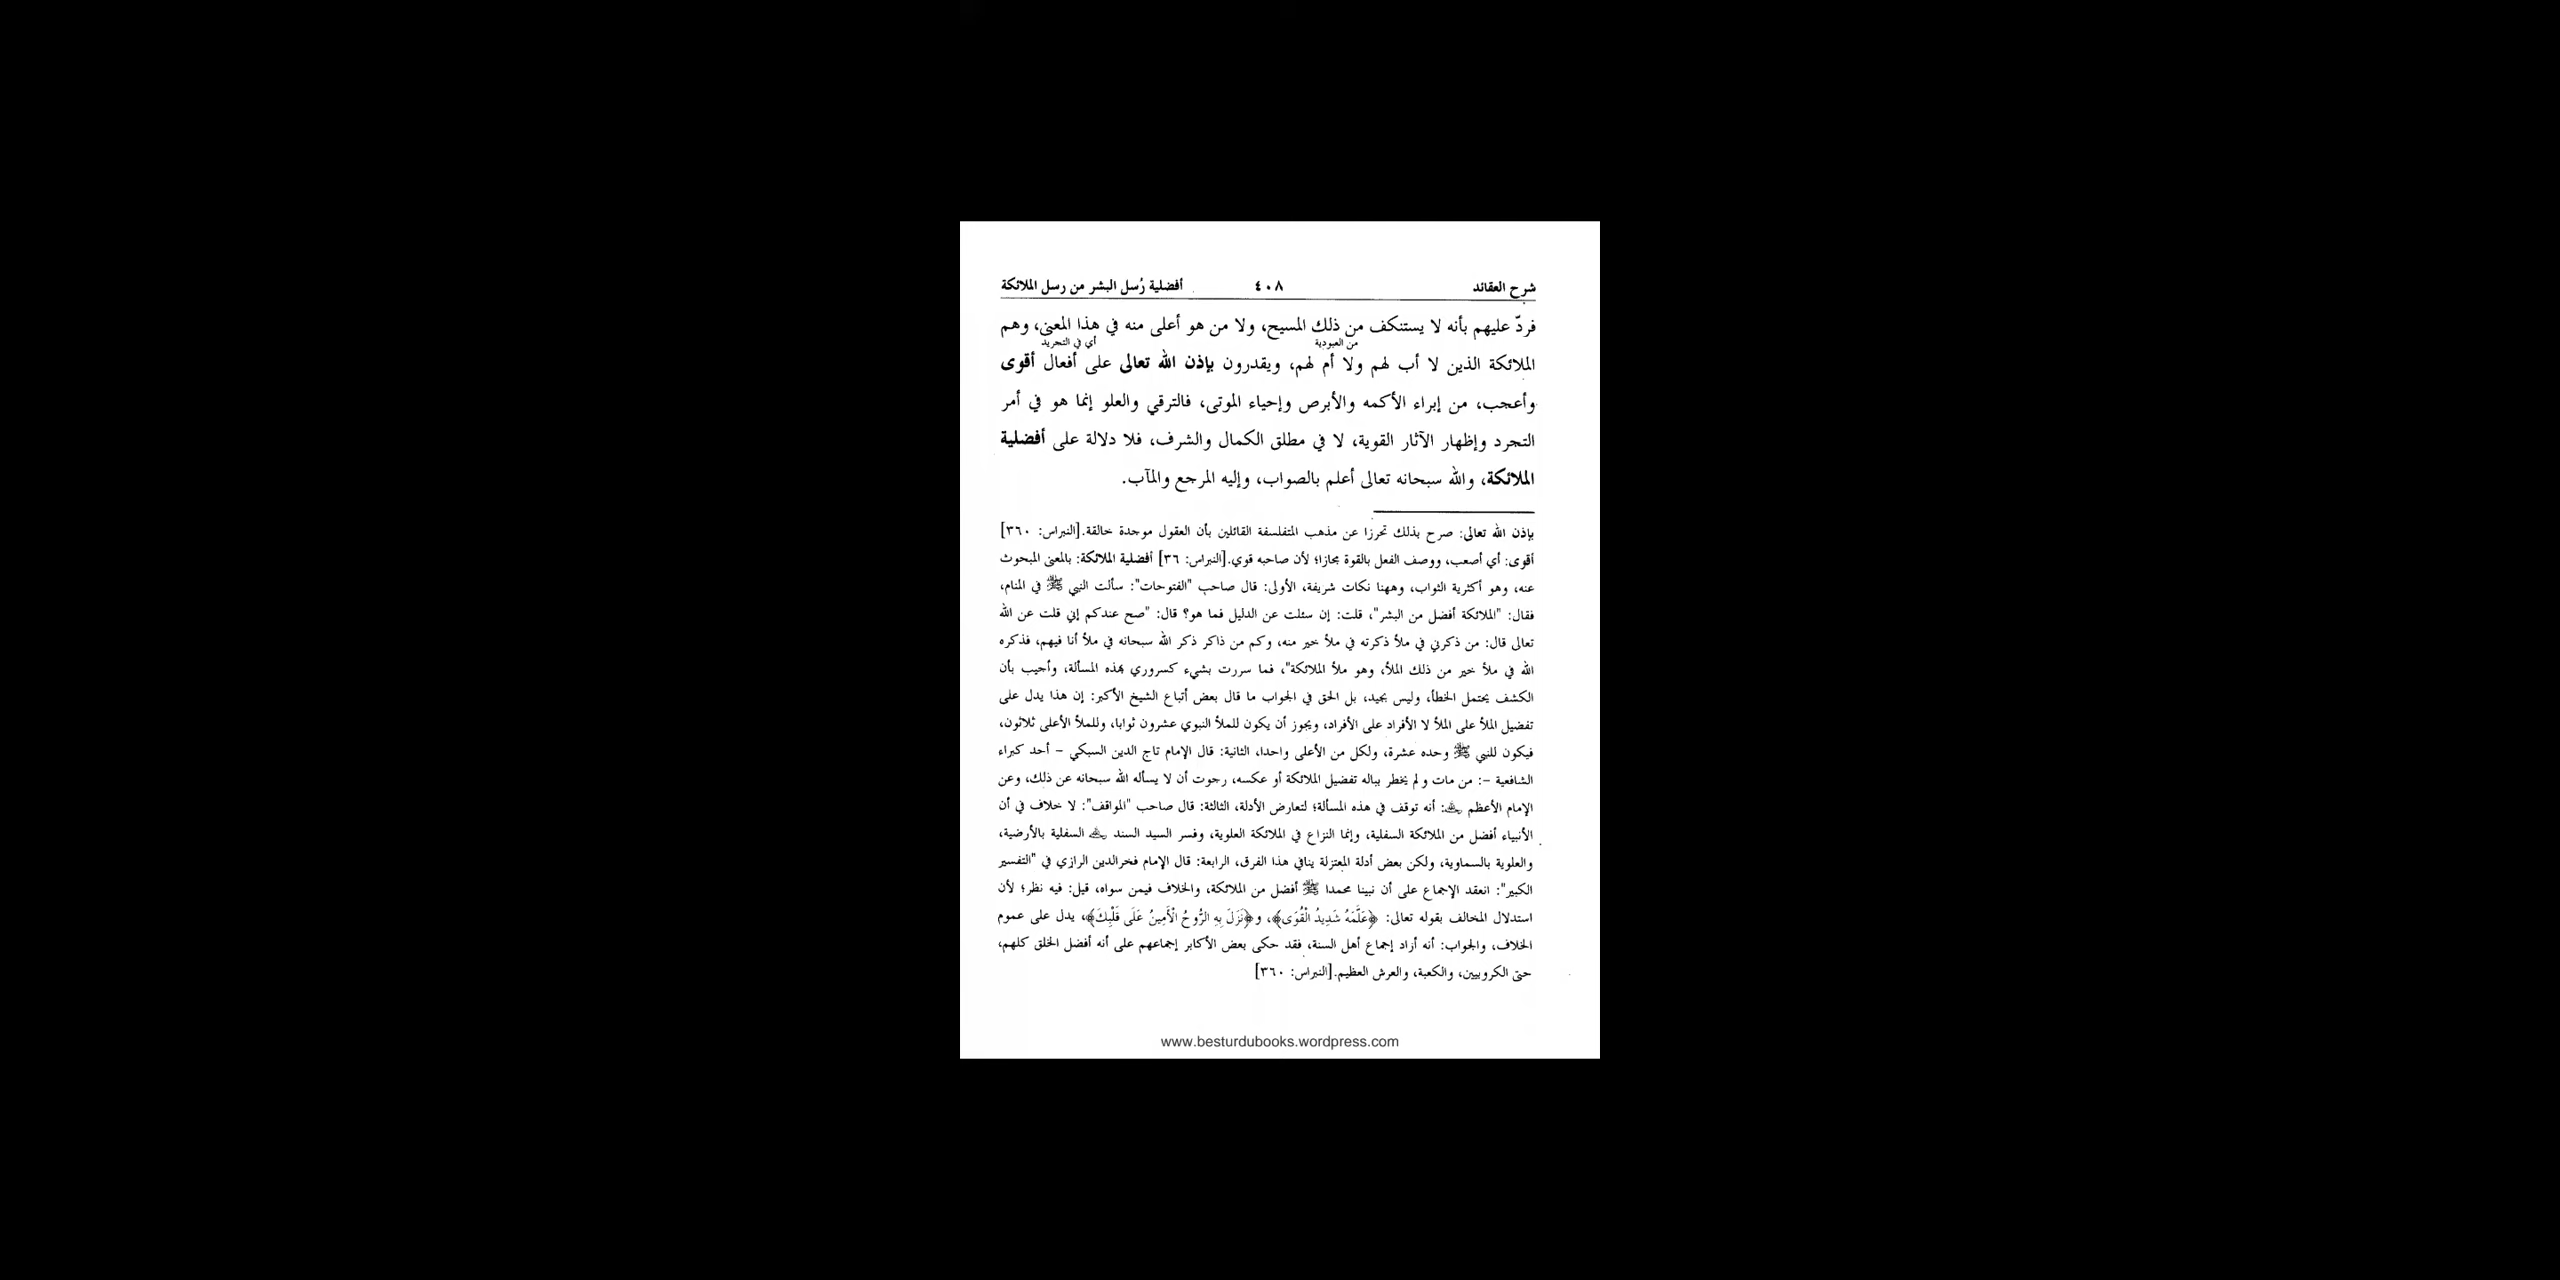 شرح العقائد ٤٠٨ أفضلية رُسل البشر من رسل الملائكة
فردّ عليهم بأنه لا يستنكف من ذلك المسيح، ولا من هو أعلى منه في هذا المعنى، وهم
من العبودية أي في التجريد
الملائكة الذين لا أب لهم ولا أم لهم، ويقدرون بإذن الله تعالى على أفعال أقوى
وأعجب، من إبراء الأكمه والأبرص وإحياء الموتى، فالترقي والعلو إنما هو في أمر
التجرد وإظهار الآثار القوية، لا في مطلق الكمال والشرف، فلا دلالة على أفضلية
الملائكة، والله سبحانه تعالى أعلم بالصواب، وإليه المرجع والمآب.
بإذن الله تعالى: صرح بذلك تحرزا عن مذهب المتفلسفة القائلين بأن العقول موحدة خالقة.[النبراس: ٣٦٠]
أقوى: أي أصعب، ووصف الفعل بالقوة مجازا؛ لأن صاحبه قوي.[النبراس: ٣٦] أفضلية الملائكة: بالمعنى المبحوث
عنه، وهو أكثرية الثواب، وههنا نكات شريفة، الأولى: قال صاحب "الفتوحات": سألت النبي ﷺ في المنام،
فقال: "الملائكة أفضل من البشر"، قلت: إن سئلت عن الدليل فما هو؟ قال: "صح عندكم إني قلت عن الله
تعالى قال: من ذكرني في ملأ ذكرته في ملأ خير منه، وكم من ذاكر ذكر الله سبحانه في ملأ أنا فيهم، فذكره
الله في ملأ خير من ذلك الملأ، وهو ملأ الملائكة"، فما سررت بشيء كسروري بهذه المسألة، وأجيب بأن
الكشف يحتمل الخطأ، وليس بجيد، بل الحق في الجواب ما قال بعض أتباع الشيخ الأكبر: إن هذا يدل على
تفضيل الملأ على الملأ لا الأفراد على الأفراد، ويجوز أن يكون للملأ النبوي عشرون ثوابا، وللملأ الأعلى ثلاثون،
فيكون للنبي ﷺ وحده عشرة، ولكل من الأعلى واحدا، الثانية: قال الإمام تاج الدين السبكي – أحد كبراء
الشافعية –: من مات و لم يخطر بباله تفضيل الملائكة أو عكسه، رجوت أن لا يسأله الله سبحانه عن ذلك، وعن
الإمام الأعظم رحمه الله: أنه توقف في هذه المسألة؛ لتعارض الأدلة، الثالثة: قال صاحب "المواقف": لا خلاف في أن
الأنبياء أفضل من الملائكة السفلية، وإنما النزاع في الملائكة العلوية، وفسر السيد السند رحمه الله السفلية بالأرضية،
والعلوية بالسماوية، ولكن بعض أدلة المعتزلة ينافي هذا الفرق، الرابعة: قال الإمام فخرالدين الرازي في "التفسير
الكبير": انعقد الإجماع على أن نبينا محمدا ﷺ أفضل من الملائكة، والخلاف فيمن سواه، قيل: فيه نظر؛ لأن
استدلال المخالف بقوله تعالى: ﴿عَلَّمَهُ شَدِيدُ الْقُوَى﴾، و﴿نَزَلَ بِهِ الرُّوحُ الْأَمِينُ عَلَى قَلْبِكَ﴾، يدل على عموم
الخلاف، والجواب: أنه أراد إجماع أهل السنة، فقد حكى بعض الأكابر إجماعهم على أنه أفضل الخلق كلهم،
حتى الكروبيين، والكعبة، والعرش العظيم.[النبراس: ٣٦٠]
www.besturdubooks.wordpress.com